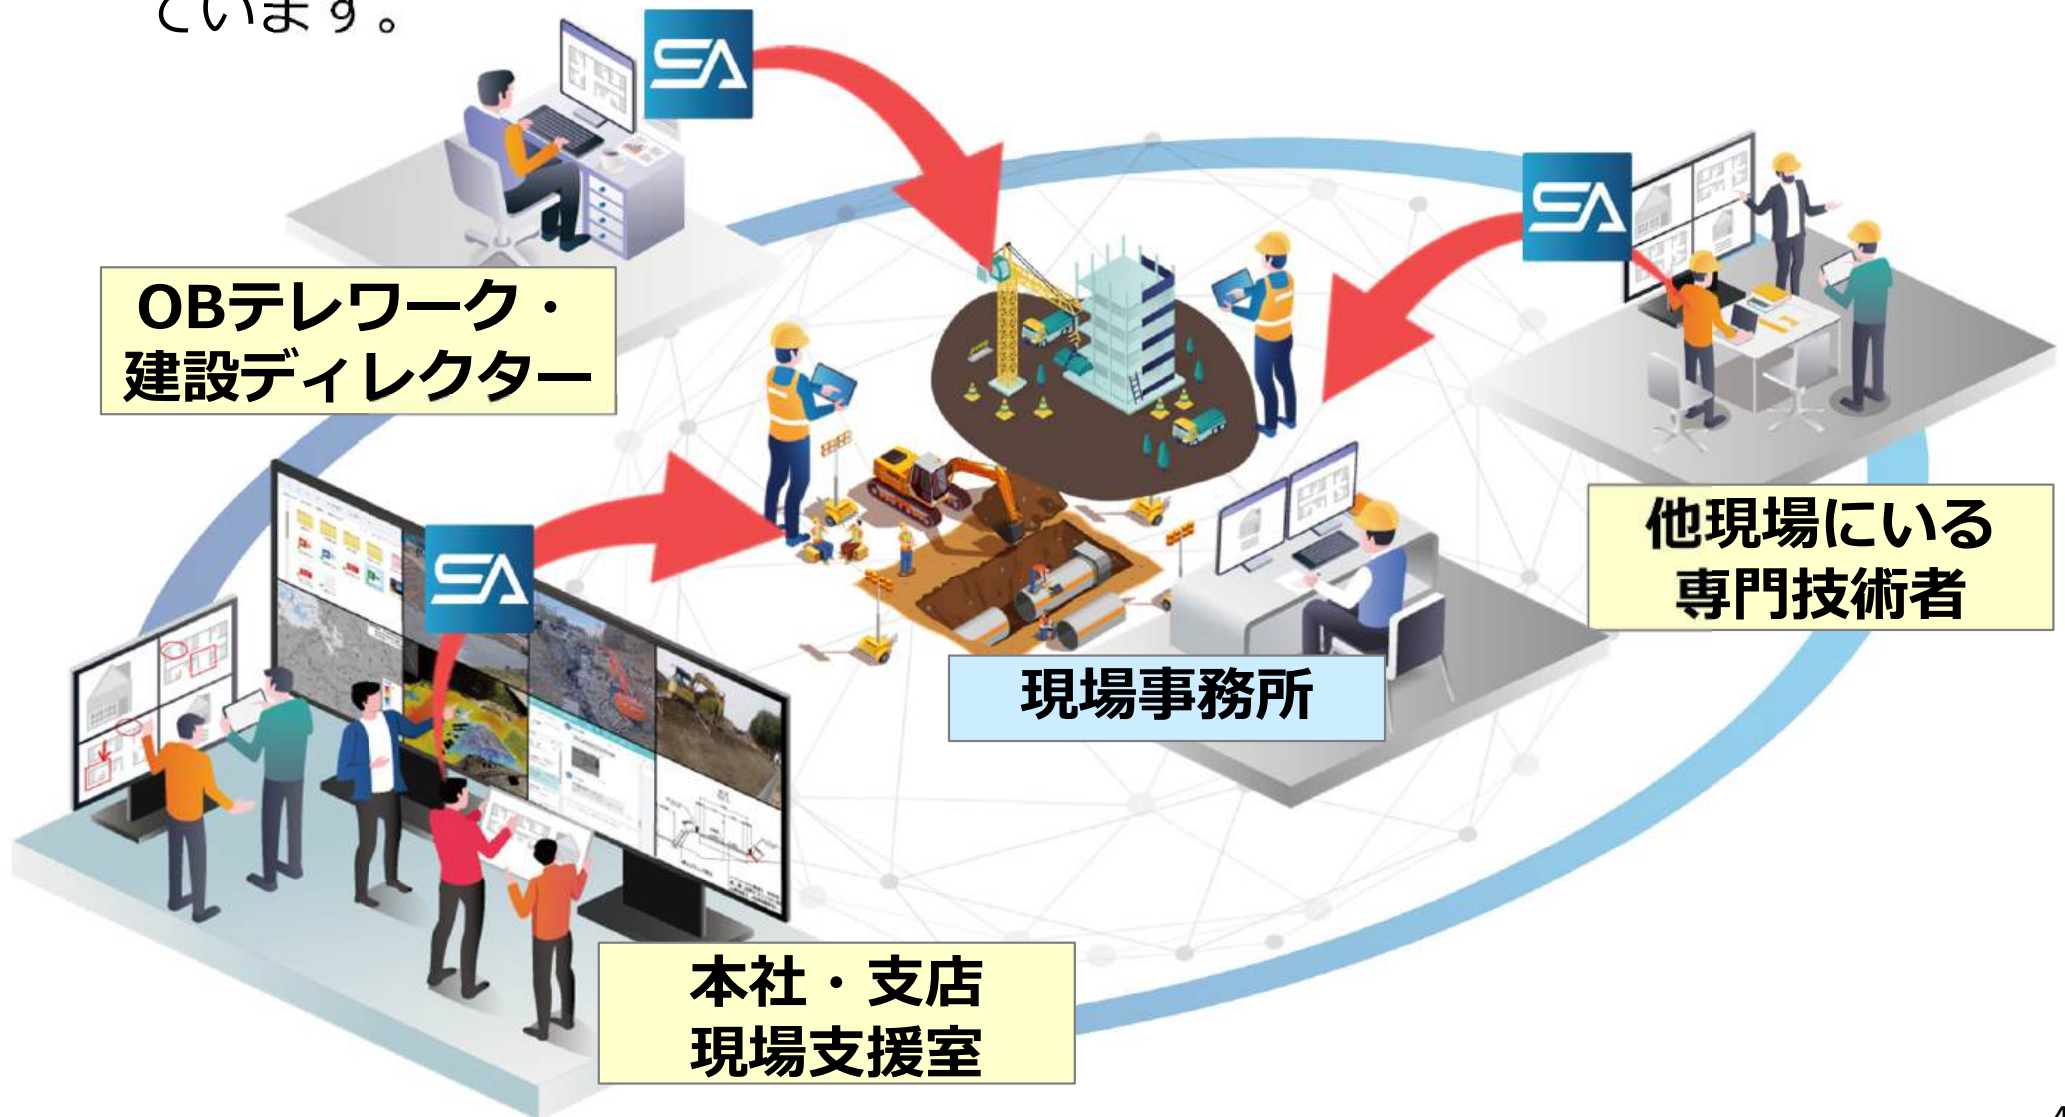 ています。
SA
SA
OBテレワーク・
建設ディレクター
他現場にいる
専門技術者
SA
現場事務所
本社・支店
現場支援室